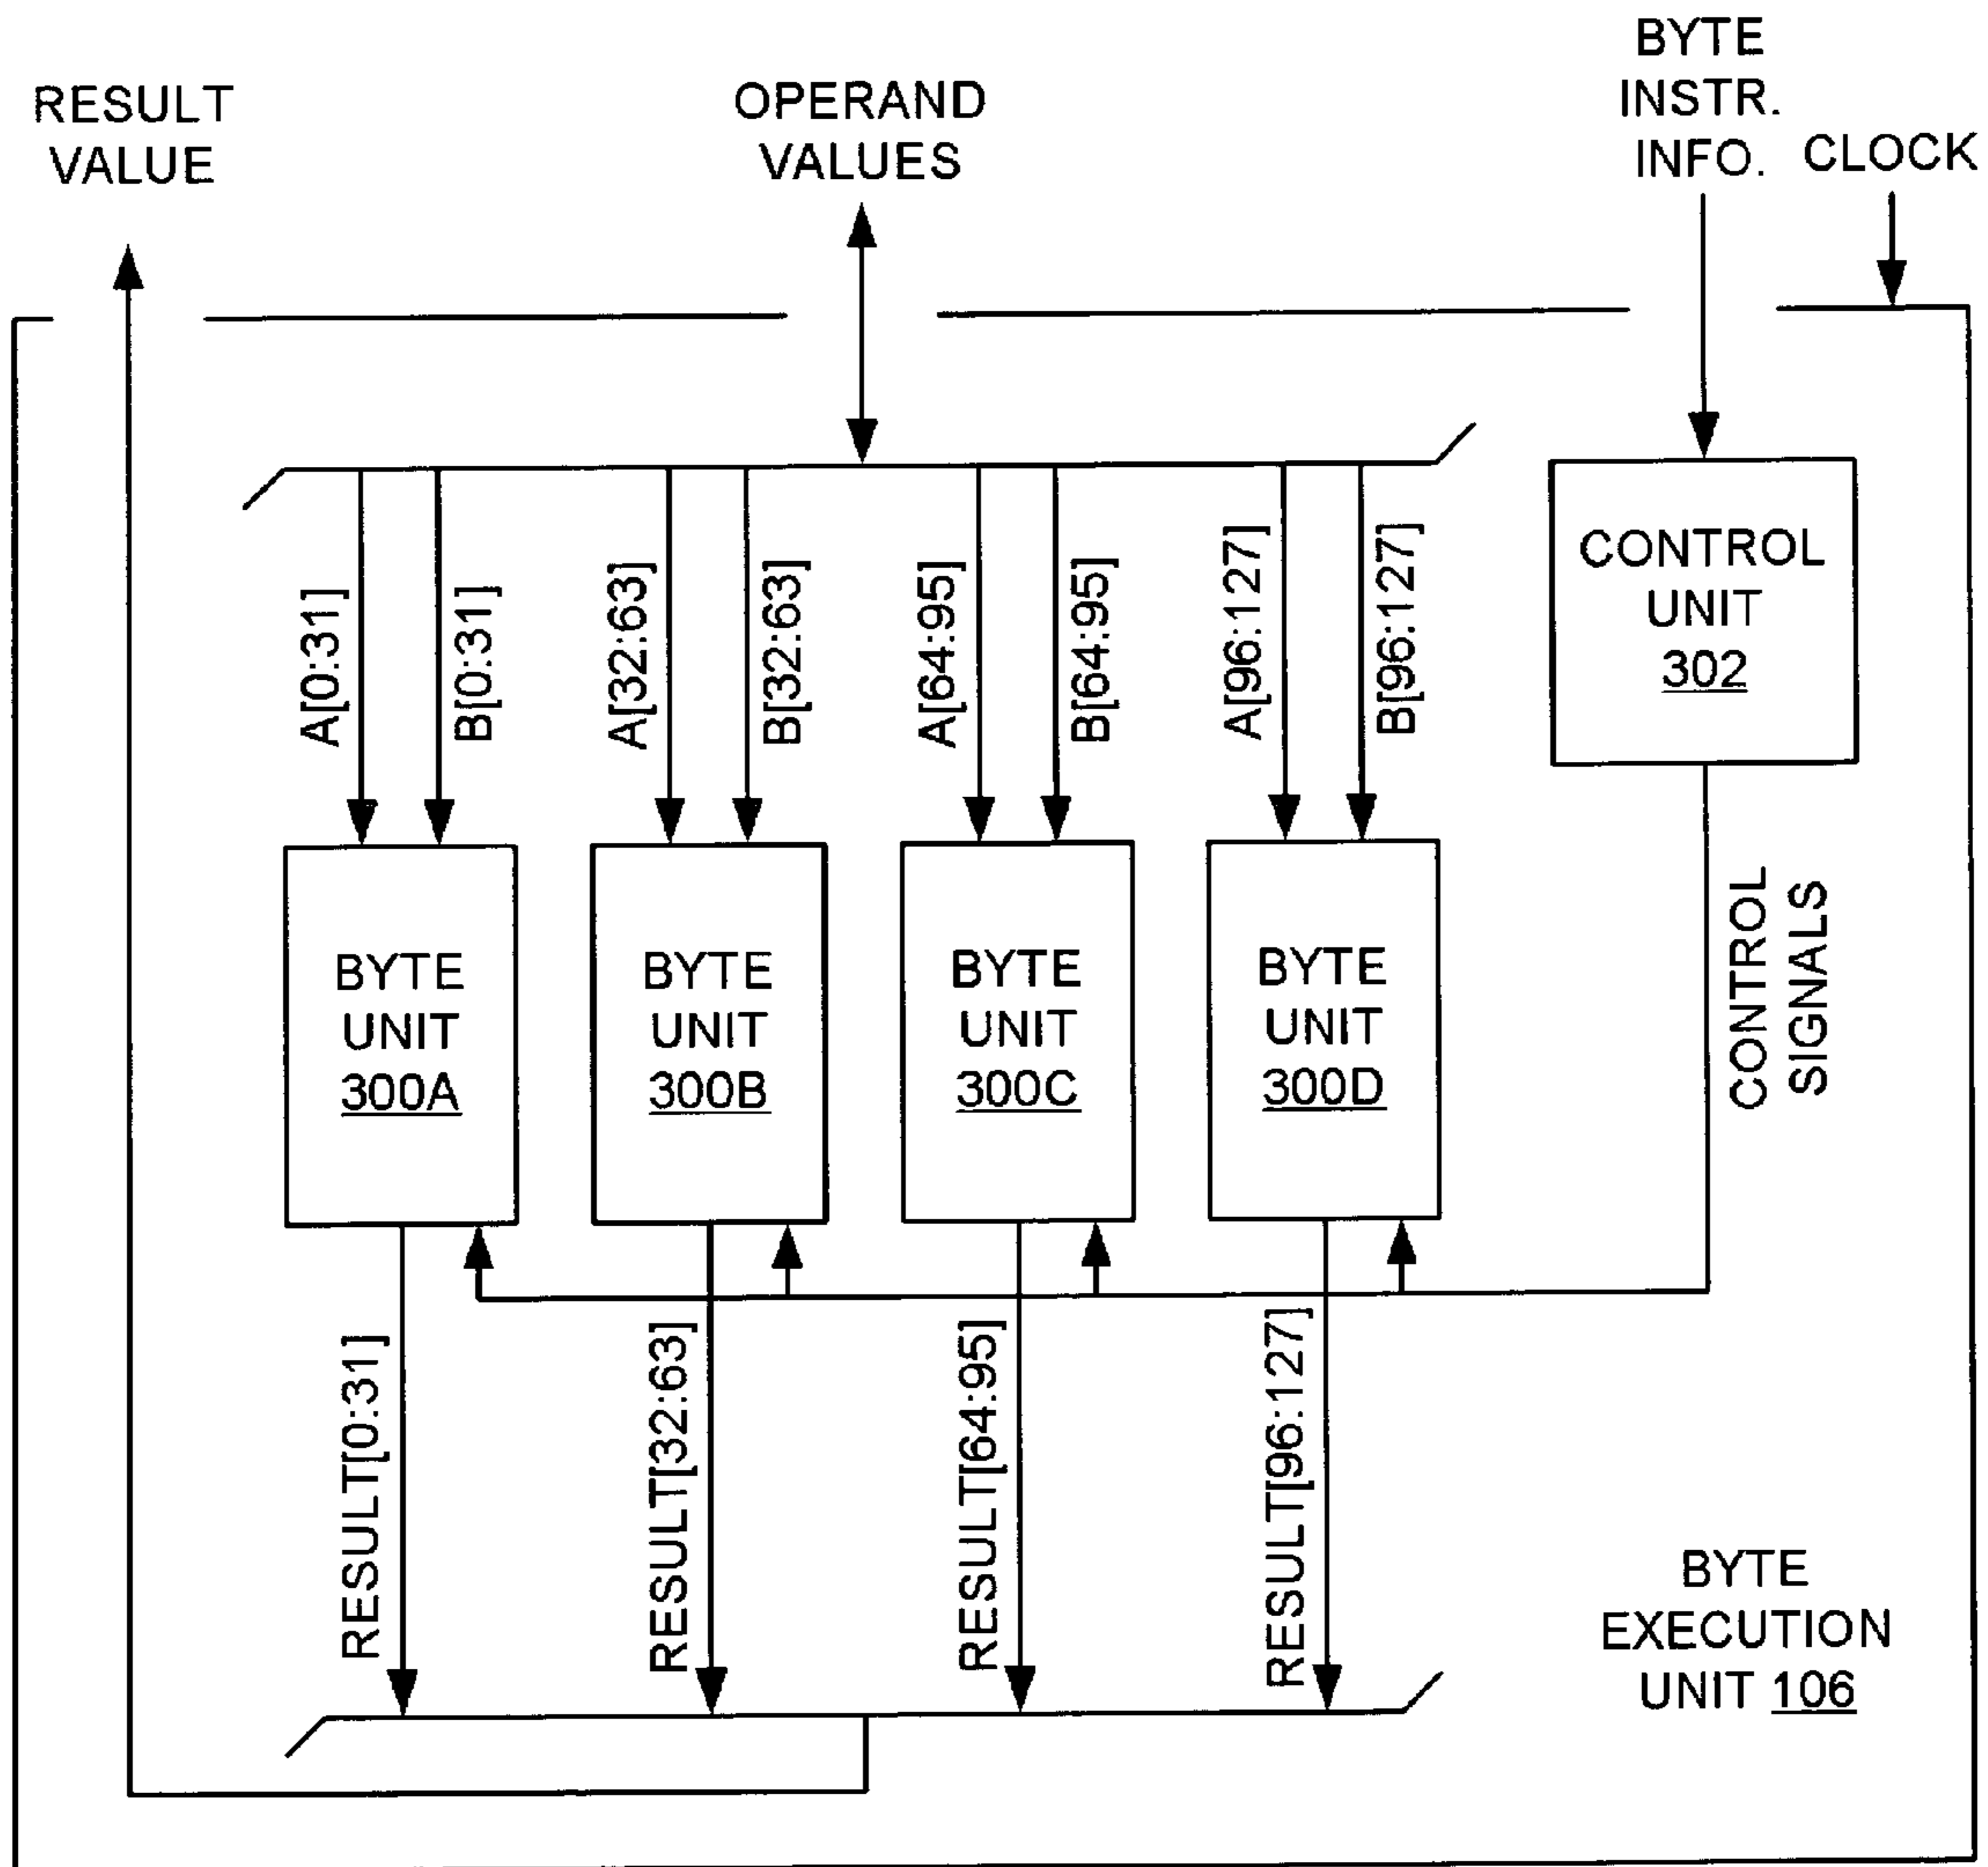 RESULT
VALUE
OPERAND
VALUES
BYTE
INSTR.
INFO.
CLOCK
A[0:31]
B[0:31]
A[32:63]
B[32:63]
A[64:95]
B[64:95]
A[96:127]
B[96:127]
CONTROL
UNIT
302
BYTE
UNIT
300A
BYTE
UNIT
300B
BYTE
UNIT
300C
BYTE
UNIT
300D
CONTROL
SIGNALS
RESULT[0:31]
RESULT[32:63]
RESULT[64:95]
RESULT[96:127]
BYTE
EXECUTION
UNIT 106